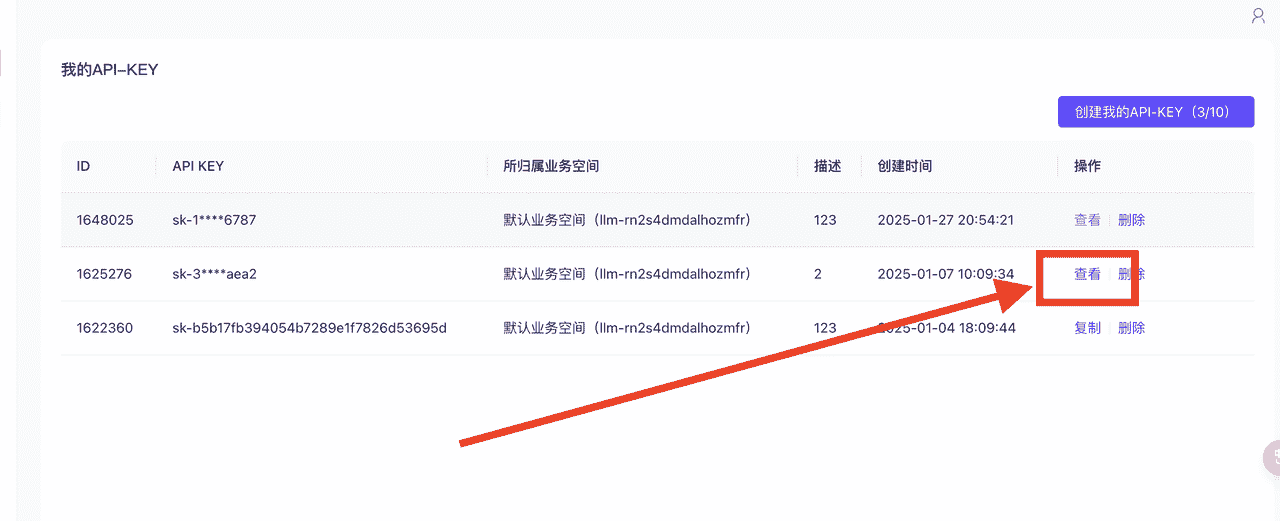 我的API-KEY
创建我的API-KEY（3/10）
ID API KEY 所归属业务空间 描述 创建时间 操作
1648025 sk-1****6787 默认业务空间（llm-rn2s4dmdalhozmfr） 123 2025-01-27 20:54:21 查看 删除
1625276 sk-3****aea2 默认业务空间（llm-rn2s4dmdalhozmfr） 2 2025-01-07 10:09:34 查看 删除
1622360 sk-b5b17fb394054b7289e1f7826d53695d 默认业务空间（llm-rn2s4dmdalhozmfr） 123 2025-01-04 18:09:44 复制 删除